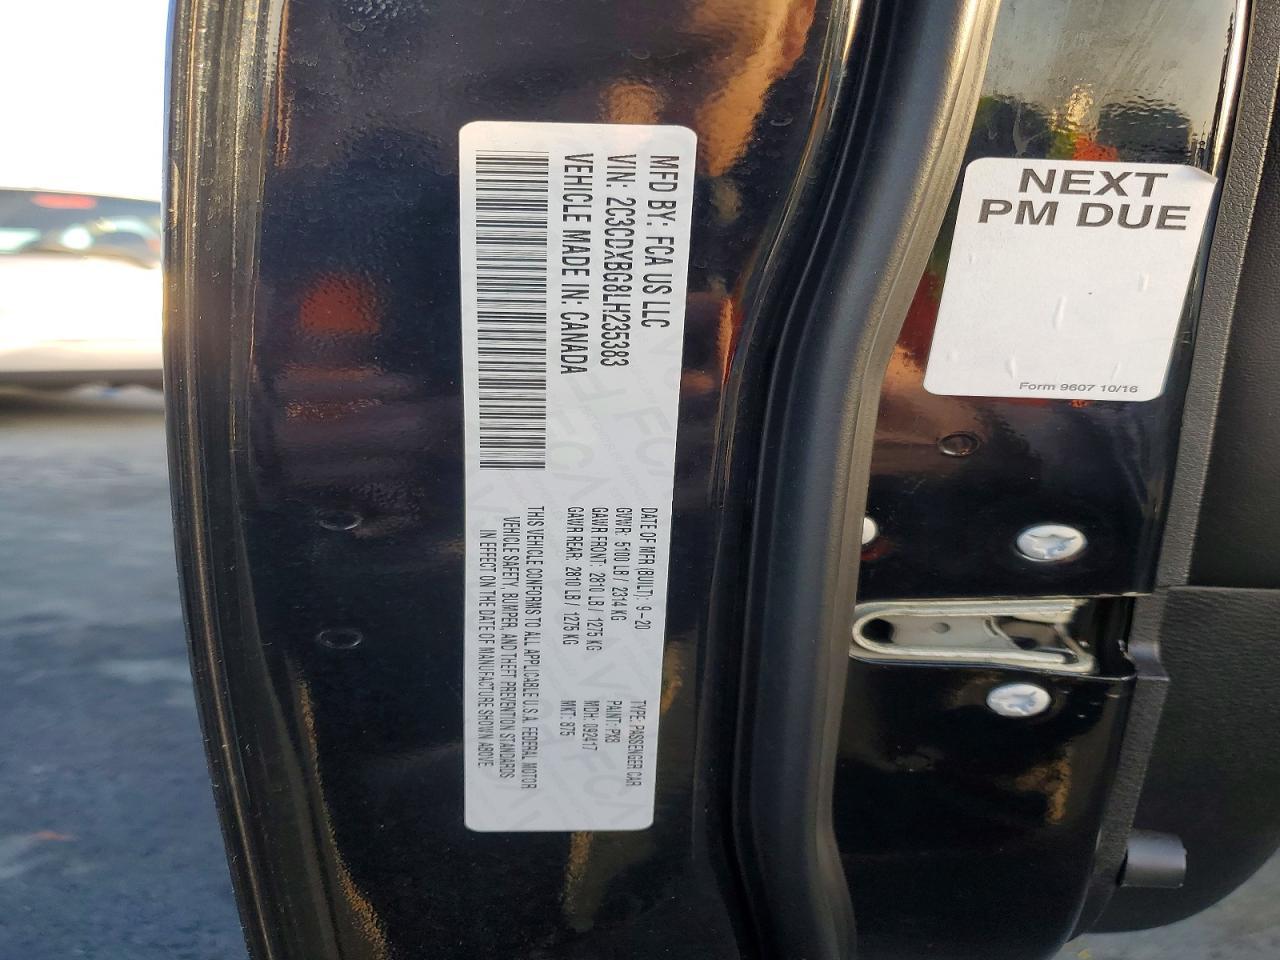 MFD BY: FCA US LLC
VIN: 2C3CDXBG8LH235383
VEHICLE MADE IN: CANADA
DATE OF MFR (BUILT): 9-20
GVWR: 5100 LB / 2314 KG
GAWR FRONT: 2810 LB / 1275 KG
GAWR REAR: 2810 LB / 1275 KG
TYPE: PASSENGER CAR
PAINT: PX8
MDH: 092417
MKT: 875
THIS VEHICLE CONFORMS TO ALL APPLICABLE U.S.A. FEDERAL MOTOR
VEHICLE SAFETY, BUMPER, AND THEFT PREVENTION STANDARDS
IN EFFECT ON THE DATE OF MANUFACTURE SHOWN ABOVE
NEXT
PM DUE
Form 9607 10/16